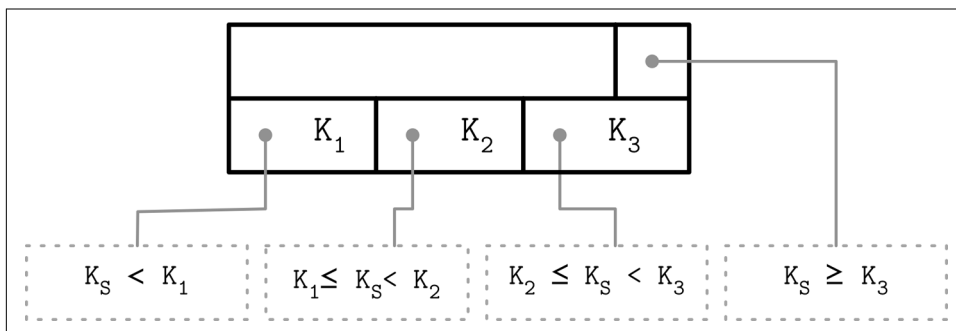 K₁ K₂ K₃
Kₛ < K₁
K₁≤ Kₛ< K₂
K₂ ≤ Kₛ < K₃
Kₛ ≥ K₃